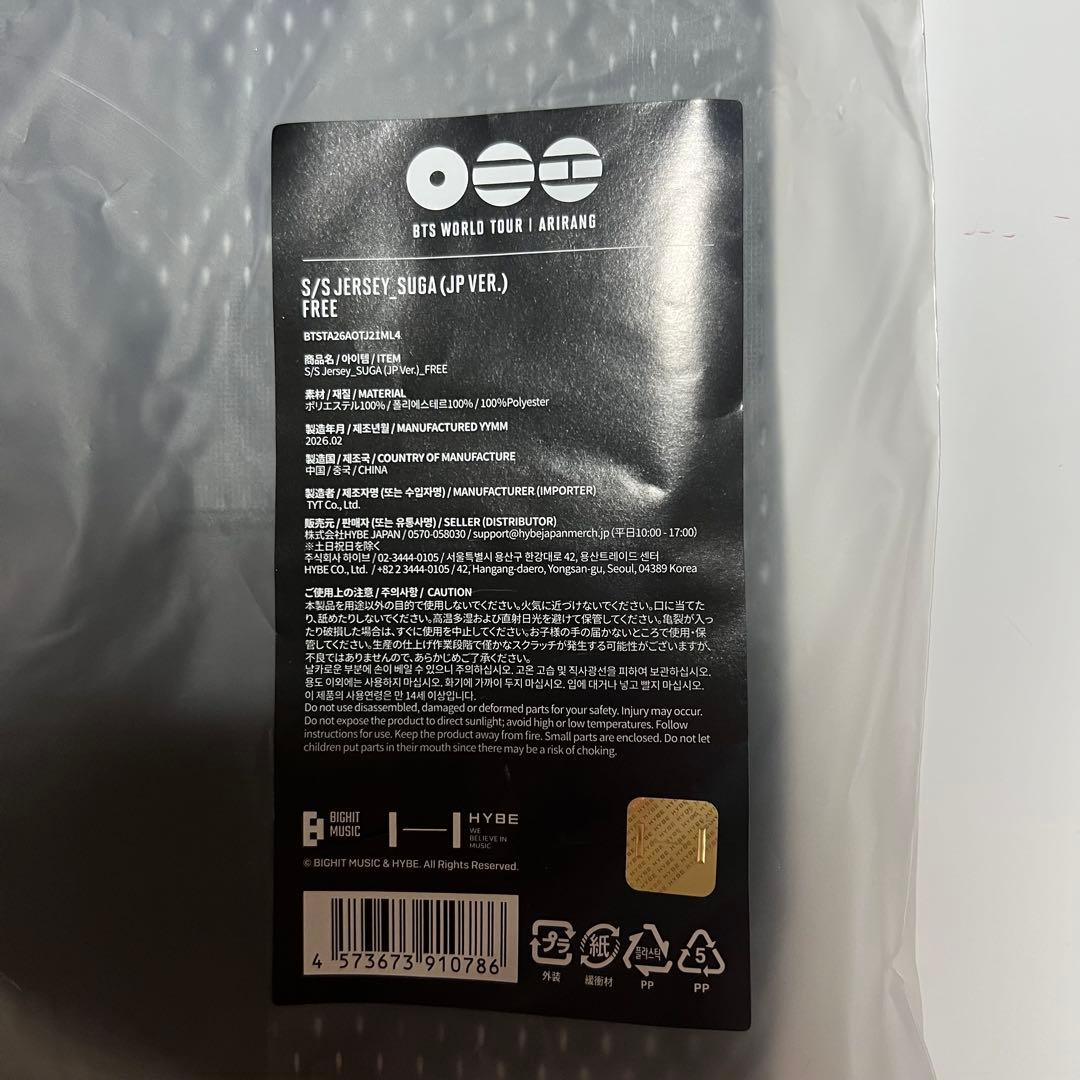 BTS WORLD TOUR | ARIRANG
S/S JERSEY_SUGA (JP VER.)
FREE
BTSTA26AOTJ21ML4
商品名 / 아이템 / ITEM
S/S Jersey_SUGA (JP Ver.)_FREE
素材 / 재질 / MATERIAL
ポリエステル100% / 폴리에스테르100% / 100%Polyester
製造年月 / 제조년월 / MANUFACTURED YYMM
2026.02
製造国 / 제조국 / COUNTRY OF MANUFACTURE
中国 / 중국 / CHINA
製造者 / 제조자명 (또는 수입자명) / MANUFACTURER (IMPORTER)
TYT Co., Ltd.
販売元 / 판매자 (또는 유통사명) / SELLER (DISTRIBUTOR)
株式会社HYBE JAPAN / 0570-058030 / support@hybejapanmerch.jp (平日10:00 - 17:00)
※土日祝日を除く
주식회사 하이브 / 02-3444-0105 / 서울특별시 용산구 한강대로 42, 용산트레이드 센터
HYBE CO., Ltd. / +82 2 3444-0105 / 42, Hangang-daero, Yongsan-gu, Seoul, 04389 Korea
ご使用上の注意 / 주의사항 / CAUTION
本製品を用途以外の目的で使用しないでください。火気に近づけないでください。口に当てた
り、舐めたりしないでください。高温多湿および直射日光を避けて保管してください。亀裂が入っ
たり破損した場合は、すぐに使用を中止してください。お子様の手の届かないところで使用・保
管してください。生産の仕上げ作業段階で僅かなスクラッチが発生する可能性がございますが、
不良ではありませんので、あらかじめご了承ください。
날카로운 부분에 손이 베일 수 있으니 주의하십시오. 고온 고습 및 직사광선을 피하여 보관하십시오.
용도 이외에는 사용하지 마십시오. 화기에 가까이 두지 마십시오. 입에 대거나 넣고 빨지 마십시오.
이 제품의 사용연령은 만 14세 이상입니다.
Do not use disassembled, damaged or deformed parts for your safety. Injury may occur.
Do not expose the product to direct sunlight; avoid high or low temperatures. Follow
instructions for use. Keep the product away from fire. Small parts are enclosed. Do not let
children put parts in their mouth since there may be a risk of choking.
BIGHIT
MUSIC
HYBE
WE
BELIEVE IN
MUSIC
© BIGHIT MUSIC & HYBE. All Rights Reserved.
4 573673 910786
プラ
外装
紙
緩衝材
플라스틱
PP
5
PP